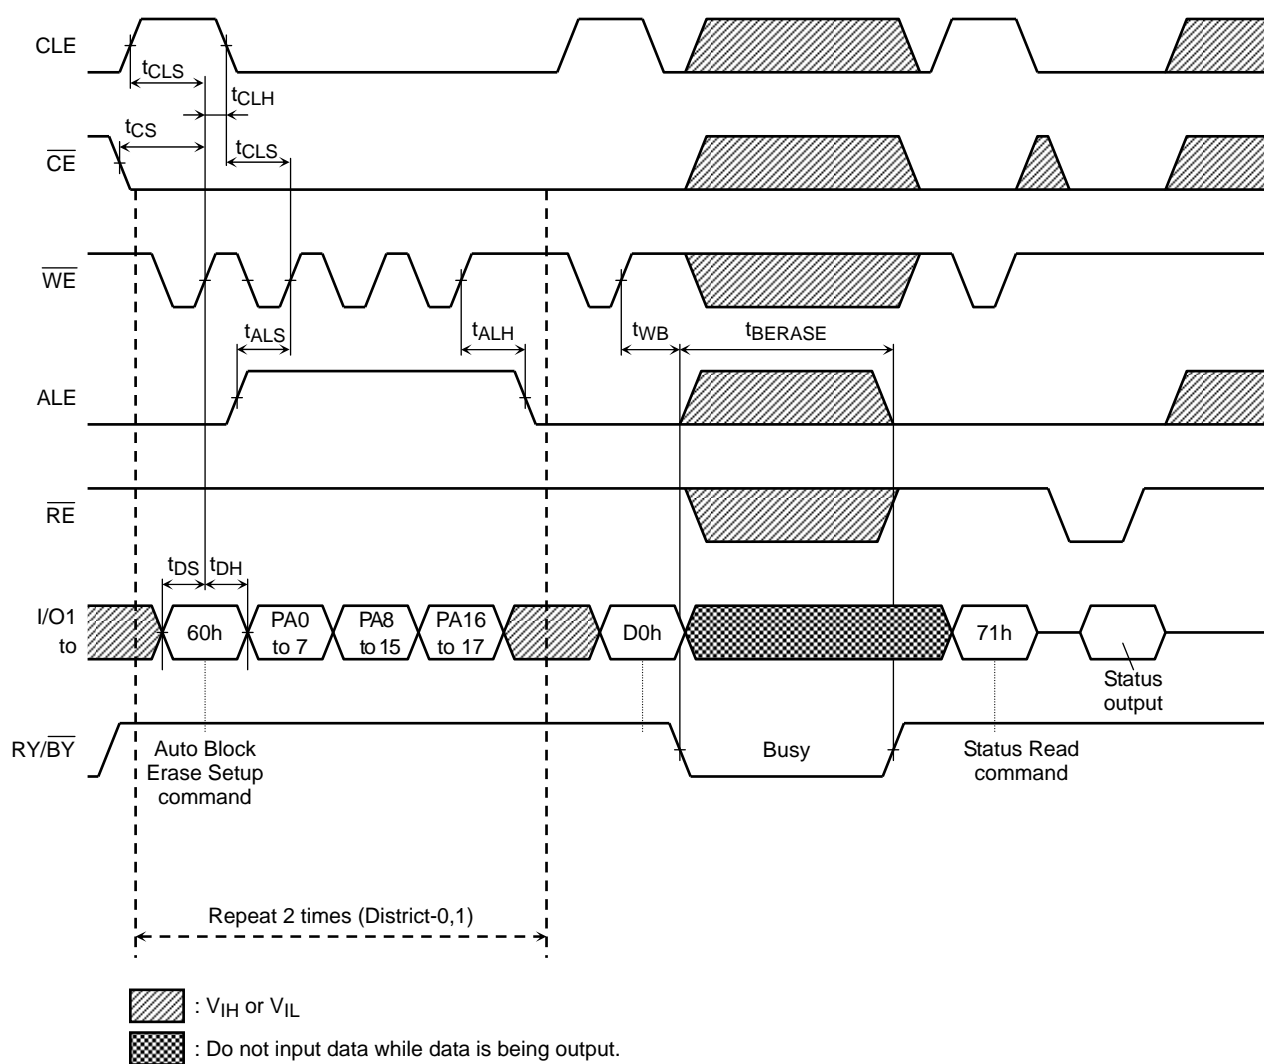 CLE
tCLS
tCLH
tCS
CE
tCLS
WE
tALS
tALH
tWB
tBERASE
ALE
RE
tDS
tDH
I/O1
to
60h
PA0
to 7
PA8
to 15
PA16
to 17
D0h
71h
Status
output
RY/BY
Auto Block
Erase Setup
command
Busy
Status Read
command
Repeat 2 times (District-0,1)
: VIH or VIL
: Do not input data while data is being output.